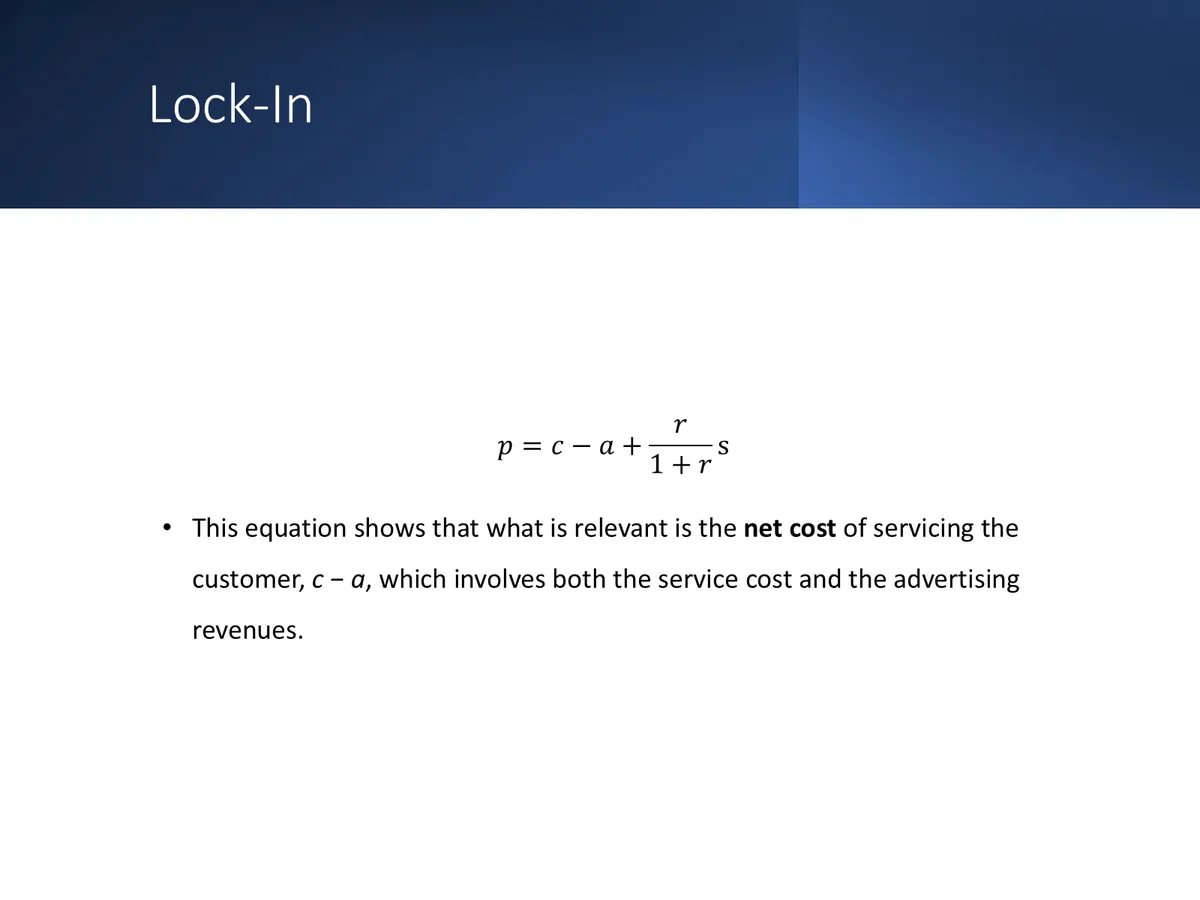 Lock-In
𝑝 = 𝑐 − 𝑎 + 𝑟/(1 + 𝑟) s
• This equation shows that what is relevant is the net cost of servicing the
customer, c − a, which involves both the service cost and the advertising
revenues.